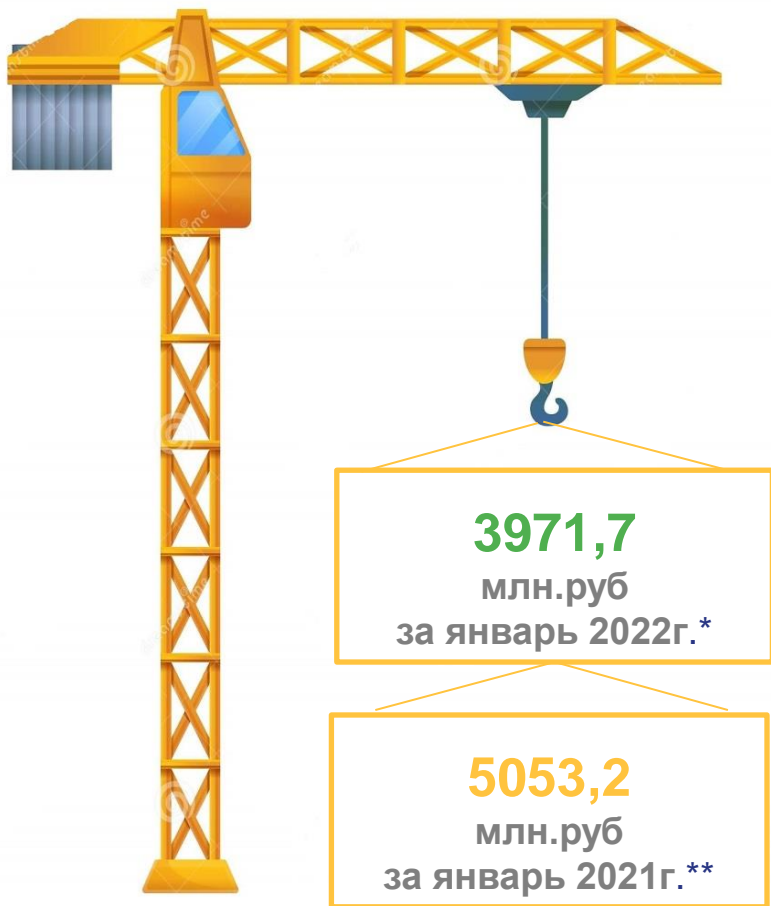 3971,7
млн.руб
за январь 2022г.*
5053,2
млн.руб
за январь 2021г.**